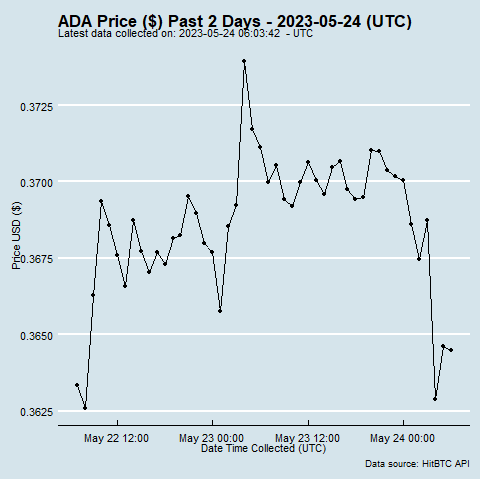 ADA Price ($) Past 2 Days - 2023-05-24 (UTC)
Latest data collected on: 2023-05-24 06:03:42 - UTC
Price USD ($)
0.3725
0.3700
0.3675
0.3650
0.3625
May 22 12:00 May 23 00:00 May 23 12:00 May 24 00:00
Date Time Collected (UTC)
Data source: HitBTC API